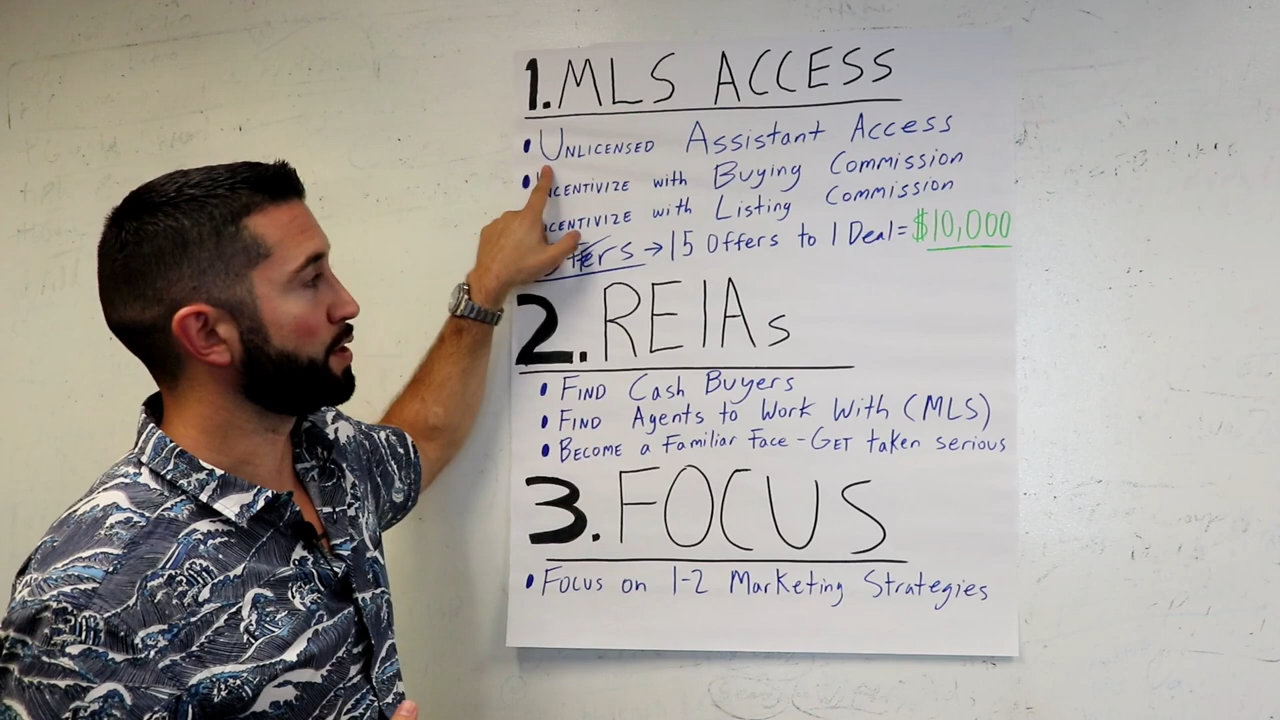 1. MLS ACCESS
• Unlicensed Assistant Access
• Incentivize with Buying Commission
Incentivize with Listing Commission
Offers → 15 Offers to 1 Deal = $10,000
2. REIAs
• Find Cash Buyers
• Find Agents to Work With (MLS)
• Become a Familiar Face - Get taken serious
3. FOCUS
• Focus on 1-2 Marketing Strategies